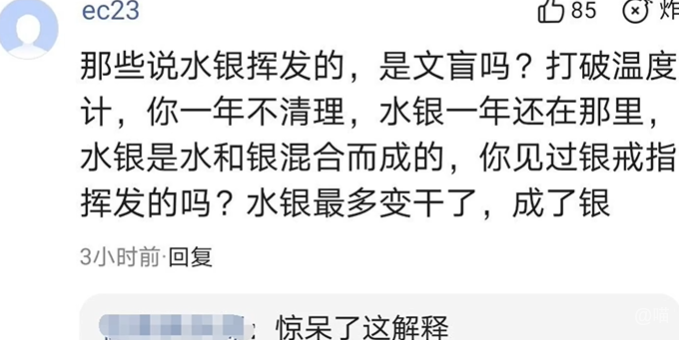 ec23
85
炸
那些说水银挥发的，是文盲吗？打破温度
计，你一年不清理，水银一年还在那里，
水银是水和银混合而成的，你见过银戒指
挥发的吗？水银最多变干了，成了银
3小时前·回复
：惊呆了这解释